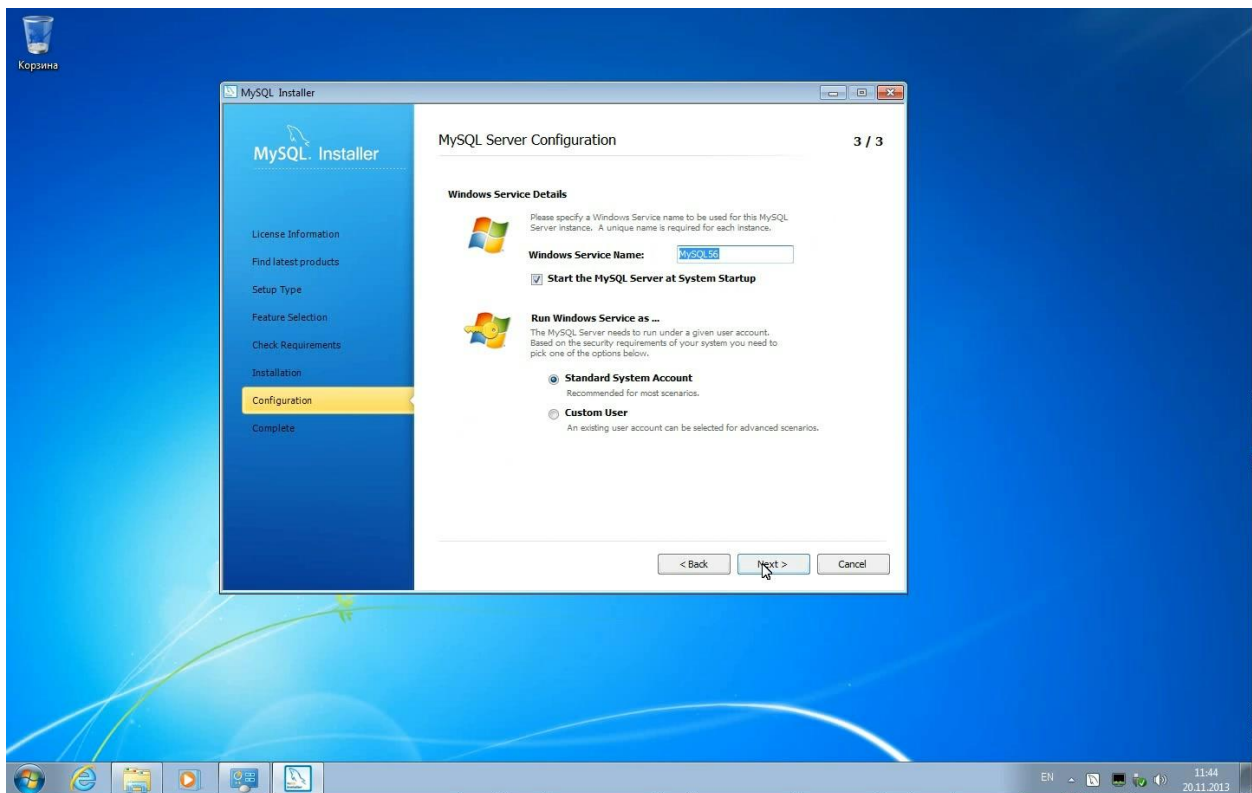 Корзина
MySQL Installer
MySQL. Installer
License Information
Find latest products
Setup Type
Feature Selection
Check Requirements
Installation
Configuration
Complete
MySQL Server Configuration
3 / 3
Windows Service Details
Please specify a Windows Service name to be used for this MySQL
Server instance. A unique name is required for each instance.
Windows Service Name:
MySQL56
Start the MySQL Server at System Startup
Run Windows Service as ...
The MySQL Server needs to run under a given user account.
Based on the security requirements of your system you need to
pick one of the options below.
Standard System Account
Recommended for most scenarios.
Custom User
An existing user account can be selected for advanced scenarios.
< Back
Next >
Cancel
EN
11:44
20.11.2013